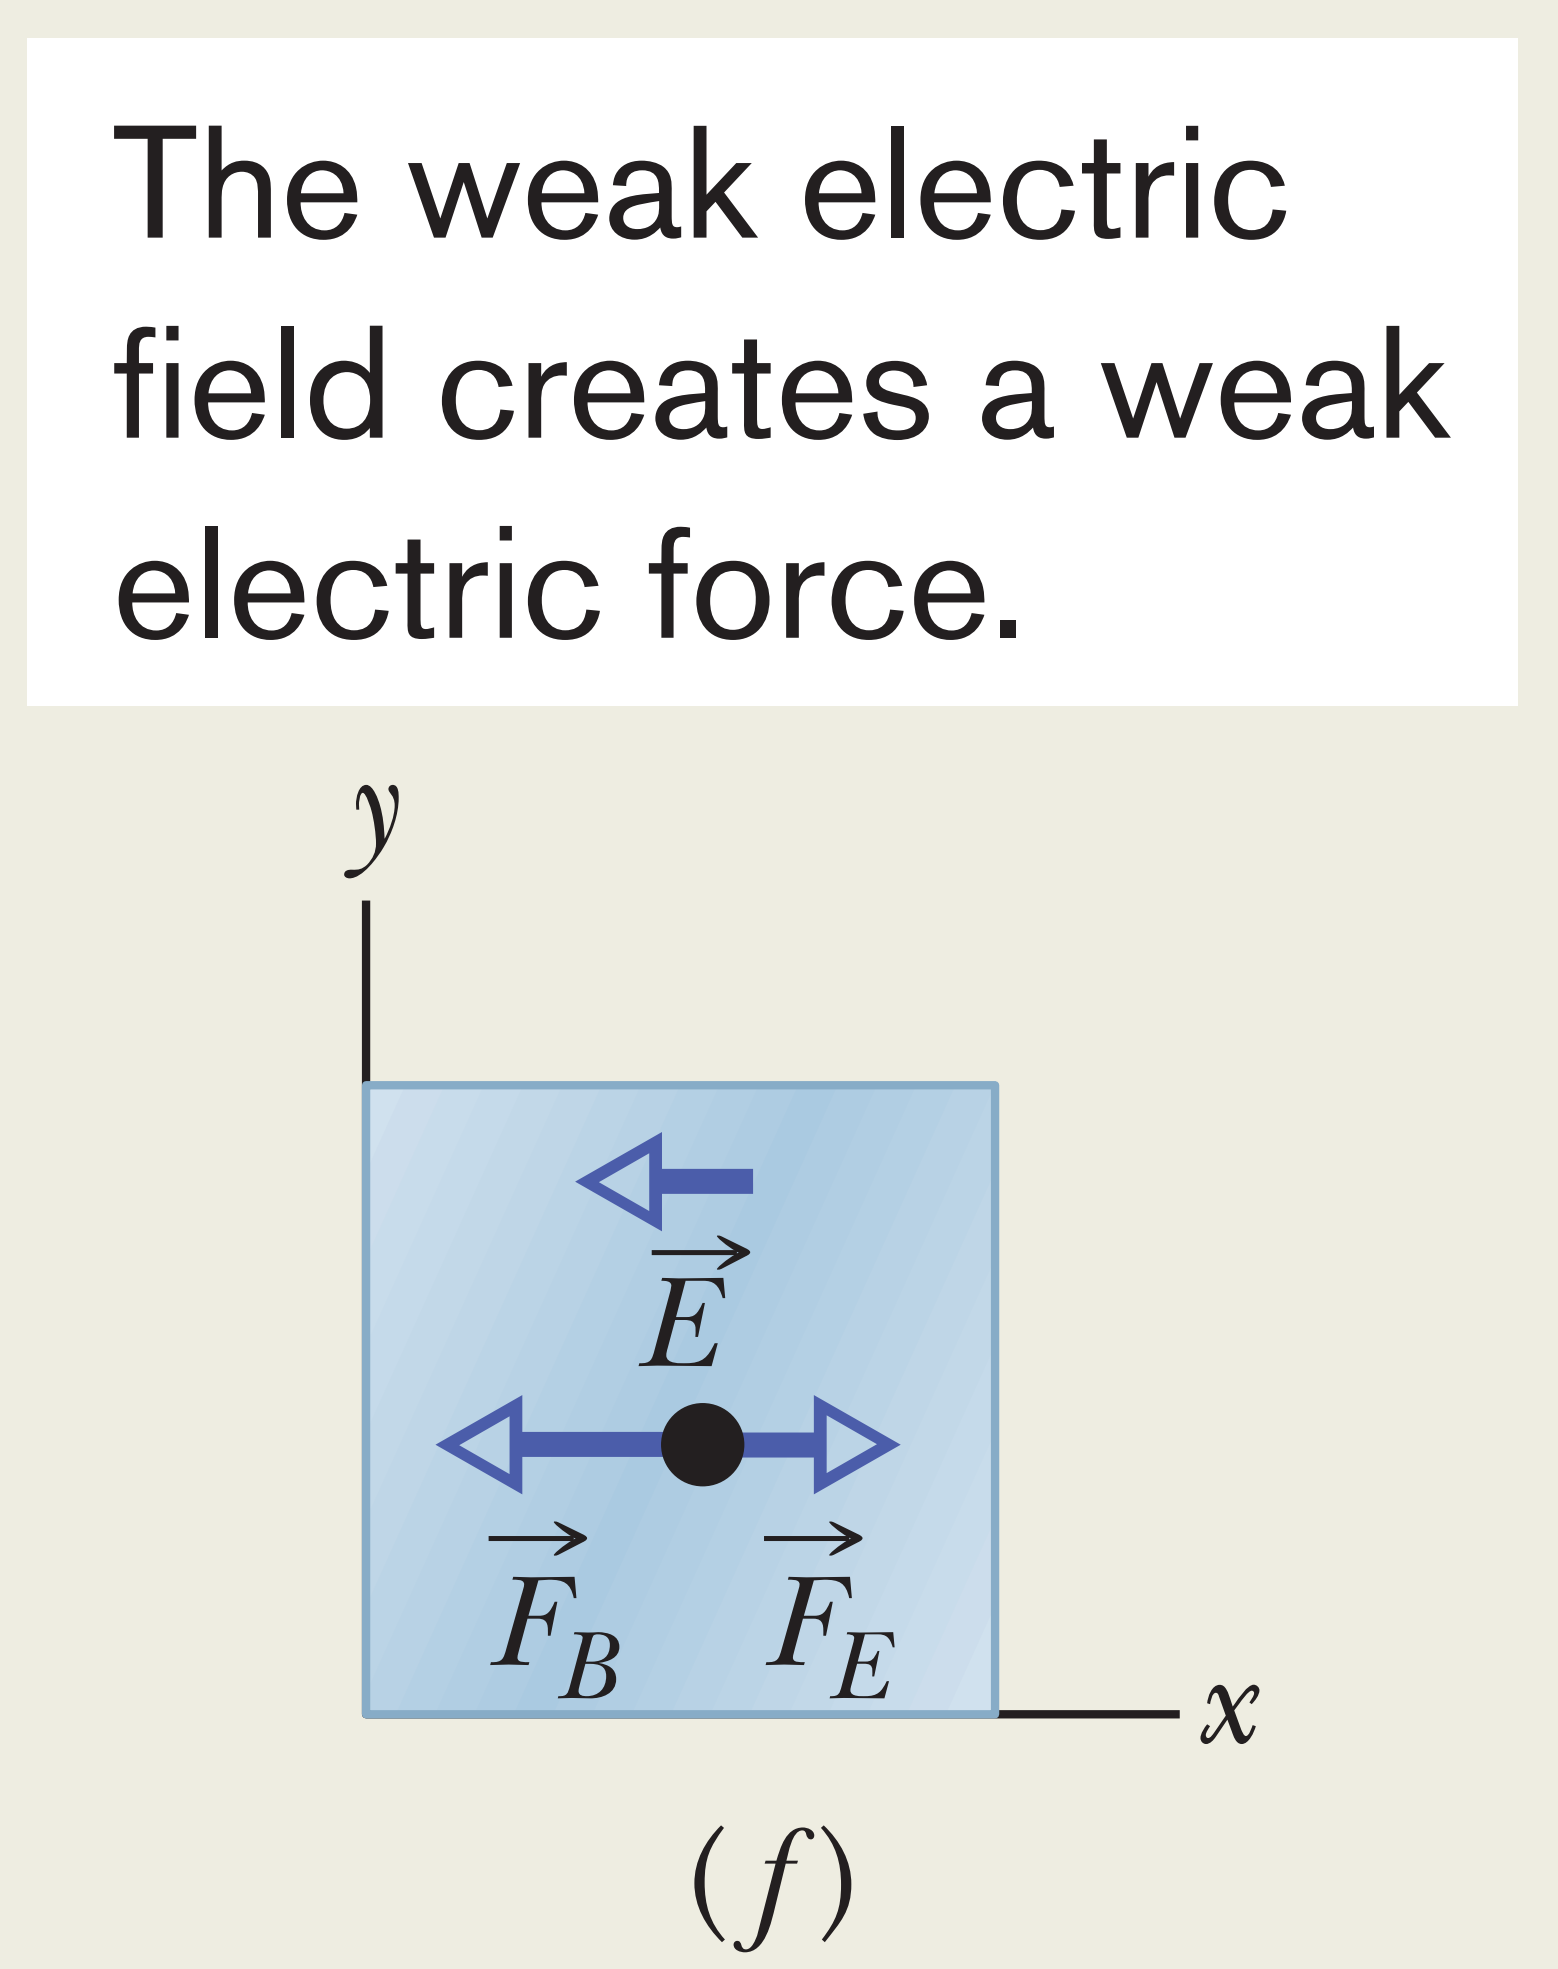 The weak electric
field creates a weak
electric force.
y
E
F_B F_E
x
(f)